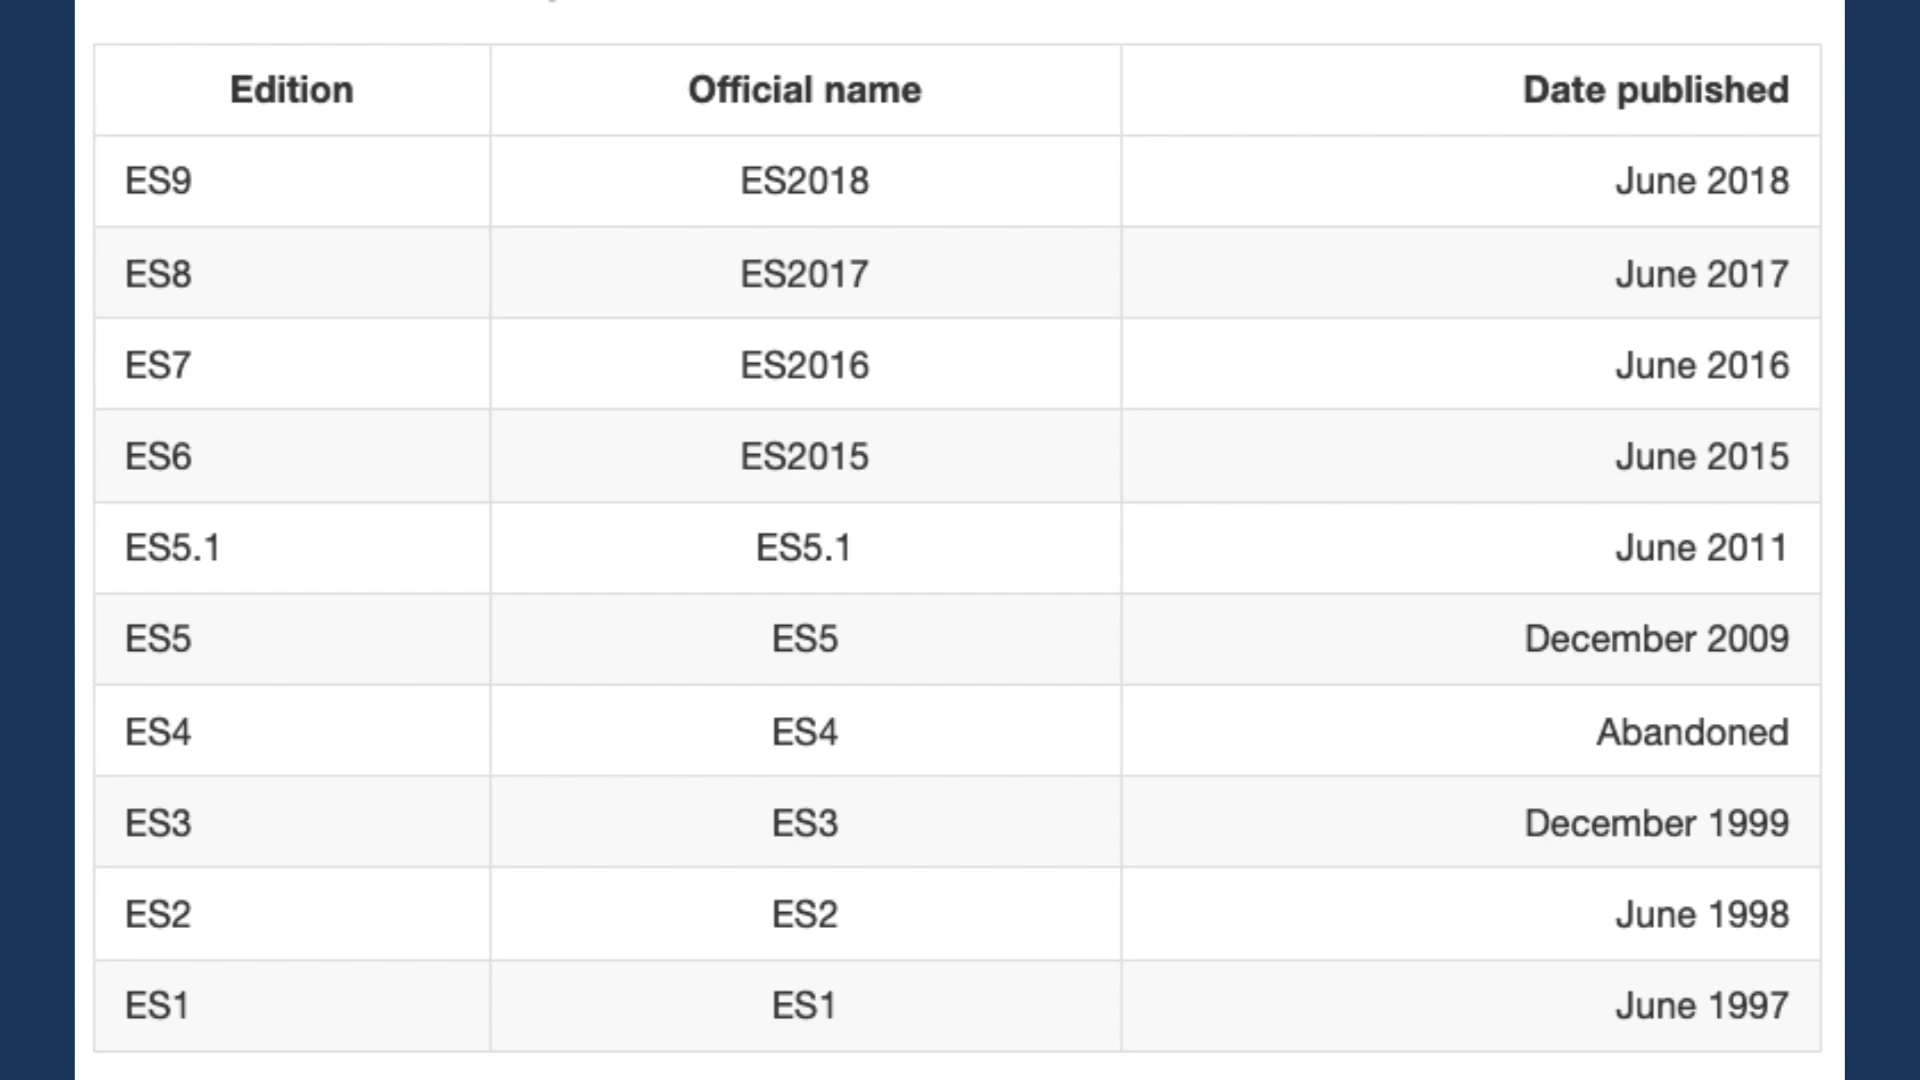 Edition Official name Date published
ES9 ES2018 June 2018
ES8 ES2017 June 2017
ES7 ES2016 June 2016
ES6 ES2015 June 2015
ES5.1 ES5.1 June 2011
ES5 ES5 December 2009
ES4 ES4 Abandoned
ES3 ES3 December 1999
ES2 ES2 June 1998
ES1 ES1 June 1997